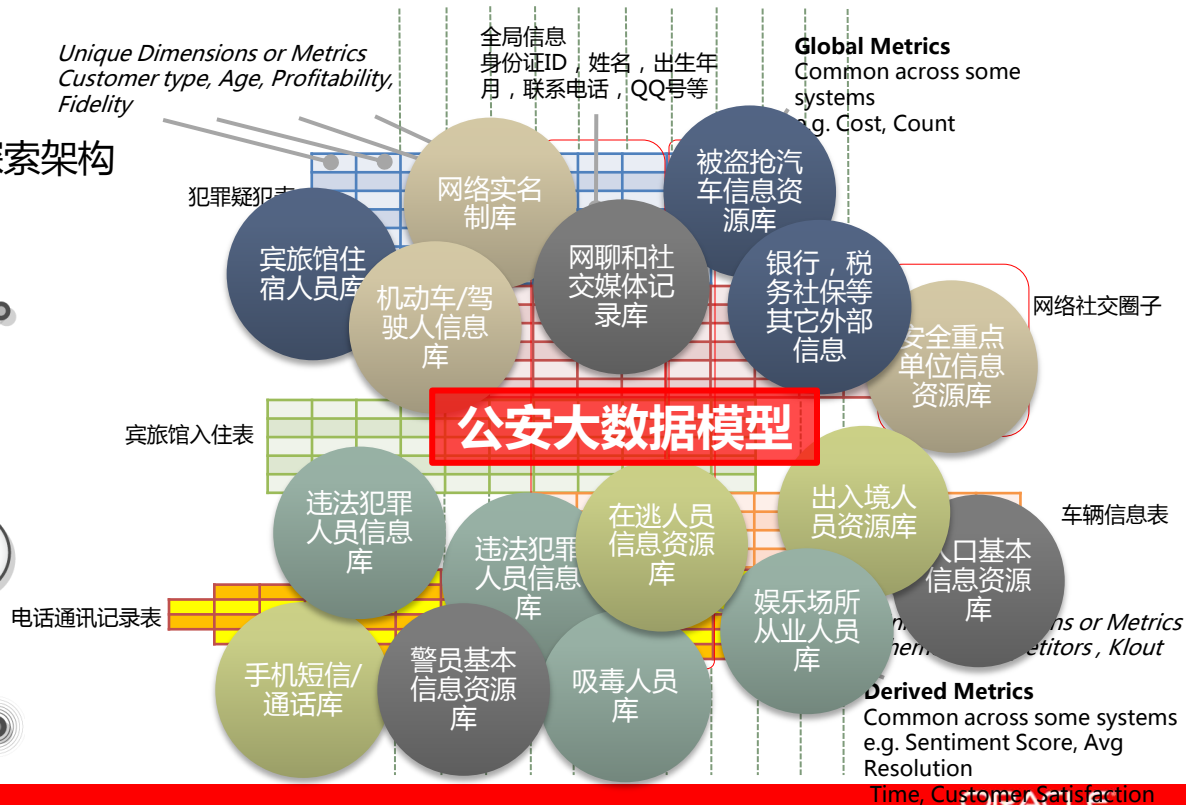 Unique Dimensions or Metrics
Customer type, Age, Profitability,
Fidelity
全局信息
身份证ID，姓名，出生年
用，联系电话，QQ号等
Global Metrics
Common across some
systems
e.g. Cost, Count
索架构
犯罪疑犯表
网络实名
制库
被盗抢汽
车信息资
源库
宾旅馆住
宿人员库
机动车/驾
驶人信息
库
网聊和社
交媒体记
录库
银行，税
务社保等
其它外部
信息
安全重点
单位信息
资源库
网络社交圈子
公安大数据模型
宾旅馆入住表
违法犯罪
人员信息
库
违法犯罪
人员信息
库
在逃人员
信息资源
库
出入境人
员资源库
车辆信息表
人口基本
信息资源
库
电话通讯记录表
手机短信/
通话库
警员基本
信息资源
库
吸毒人员
库
娱乐场所
从业人员
库
or Metrics
, Klout
Derived Metrics
Common across some systems
e.g. Sentiment Score, Avg
Resolution
Time, Customer Satisfaction